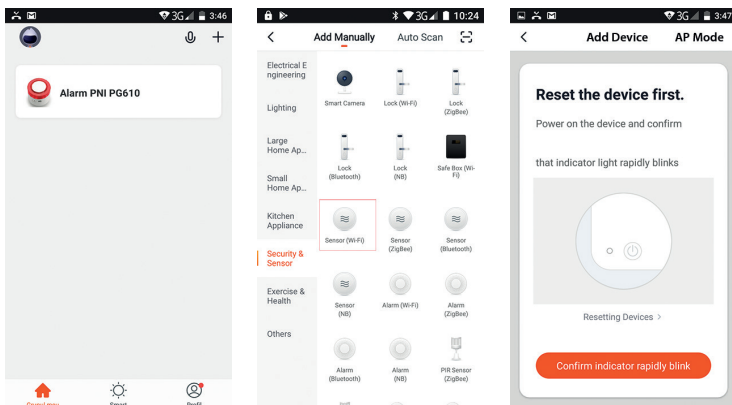 3G 3:46
Alarm PNI PG610
Smart
Profil
3G 10:24
Add Manually Auto Scan
Electrical E
ngineering
Lighting
Large
Home Ap...
Small
Home Ap...
Kitchen
Appliance
Security &
Sensor
Exercise &
Health
Others
Smart Camera
Lock (Wi-Fi)
Lock
(ZigBee)
Lock
(Bluetooth)
Lock
(NB)
Safe Box (Wi-
Fi)
Sensor (Wi-Fi)
Sensor
(ZigBee)
Sensor
(Bluetooth)
Sensor
(NB)
Alarm (Wi-Fi)
Alarm
(ZigBee)
Alarm
(Bluetooth)
Alarm
(NB)
PIR Sensor
(ZigBee)
3G 3:47
Add Device AP Mode
Reset the device first.
Power on the device and confirm
that indicator light rapidly blinks
Resetting Devices >
Confirm indicator rapidly blink